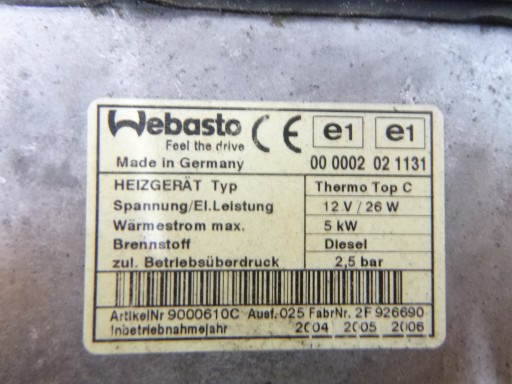 Webasto
Feel the drive
Made in Germany
CE e1 e1
00 0002 02 1131
HEIZGERÄT Typ Thermo Top C
Spannung/El.Leistung 12 V / 26 W
Wärmestrom max. 5 kW
Brennstoff Diesel
zul. Betriebsüberdruck 2,5 bar
ArtikelNr 9000610C Ausf.025 FabrNr. 2F926690
Inbetriebnahmejahr 2004 2005 2006